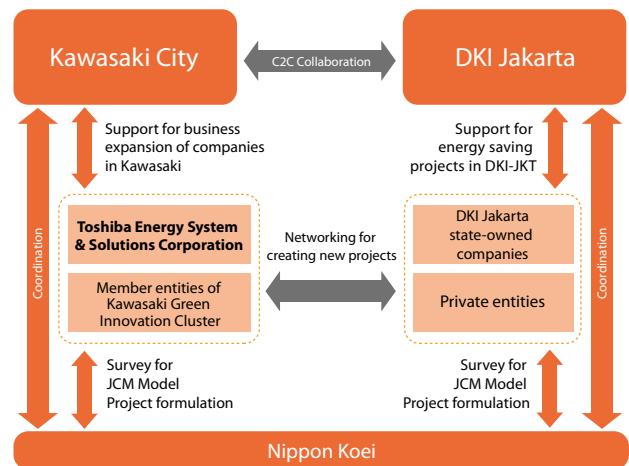 Kawasaki City
C2C Collaboration
DKI Jakarta
Support for business
expansion of companies
in Kawasaki
Support for
energy saving
projects in DKI-JKT
Coordination
Toshiba Energy System
& Solutions Corporation
Member entities of
Kawasaki Green
Innovation Cluster
Networking for
creating new projects
DKI Jakarta
state-owned
companies
Private entities
Coordination
Survey for
JCM Model
Project formulation
Survey for
JCM Model
Project formulation
Nippon Koei